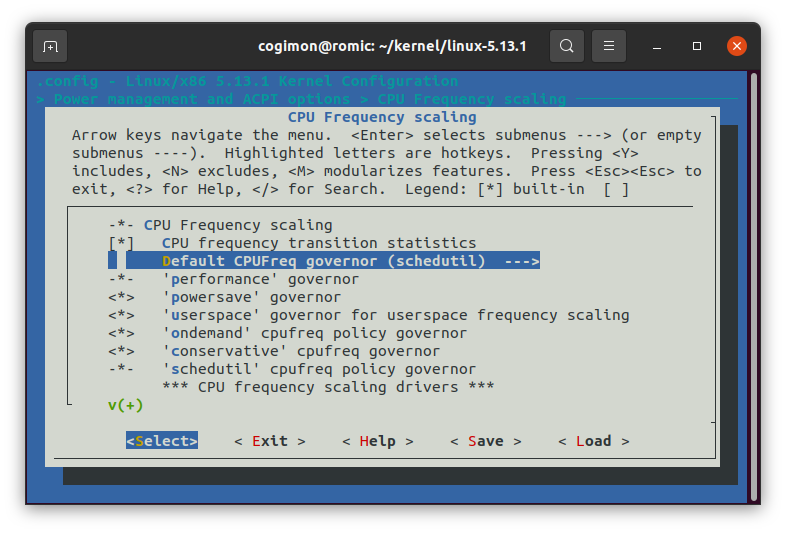 cogimon@romic: ~/kernel/linux-5.13.1
.config - Linux/x86 5.13.1 Kernel Configuration
> Power management and ACPI options > CPU Frequency scaling
CPU Frequency scaling
Arrow keys navigate the menu.  <Enter> selects submenus ---> (or empty
submenus ----).  Highlighted letters are hotkeys.  Pressing <Y>
includes, <N> excludes, <M> modularizes features.  Press <Esc><Esc> to
exit, <?> for Help, </> for Search.  Legend: [*] built-in  [ ]
-*- CPU Frequency scaling
[*]   CPU frequency transition statistics
Default CPUFreq governor (schedutil)  --->
-*-   'performance' governor
<*>   'powersave' governor
<*>   'userspace' governor for userspace frequency scaling
<*>   'ondemand' cpufreq policy governor
<*>   'conservative' cpufreq governor
-*-   'schedutil' cpufreq policy governor
*** CPU frequency scaling drivers ***
v(+)
<Select>    < Exit >    < Help >    < Save >    < Load >